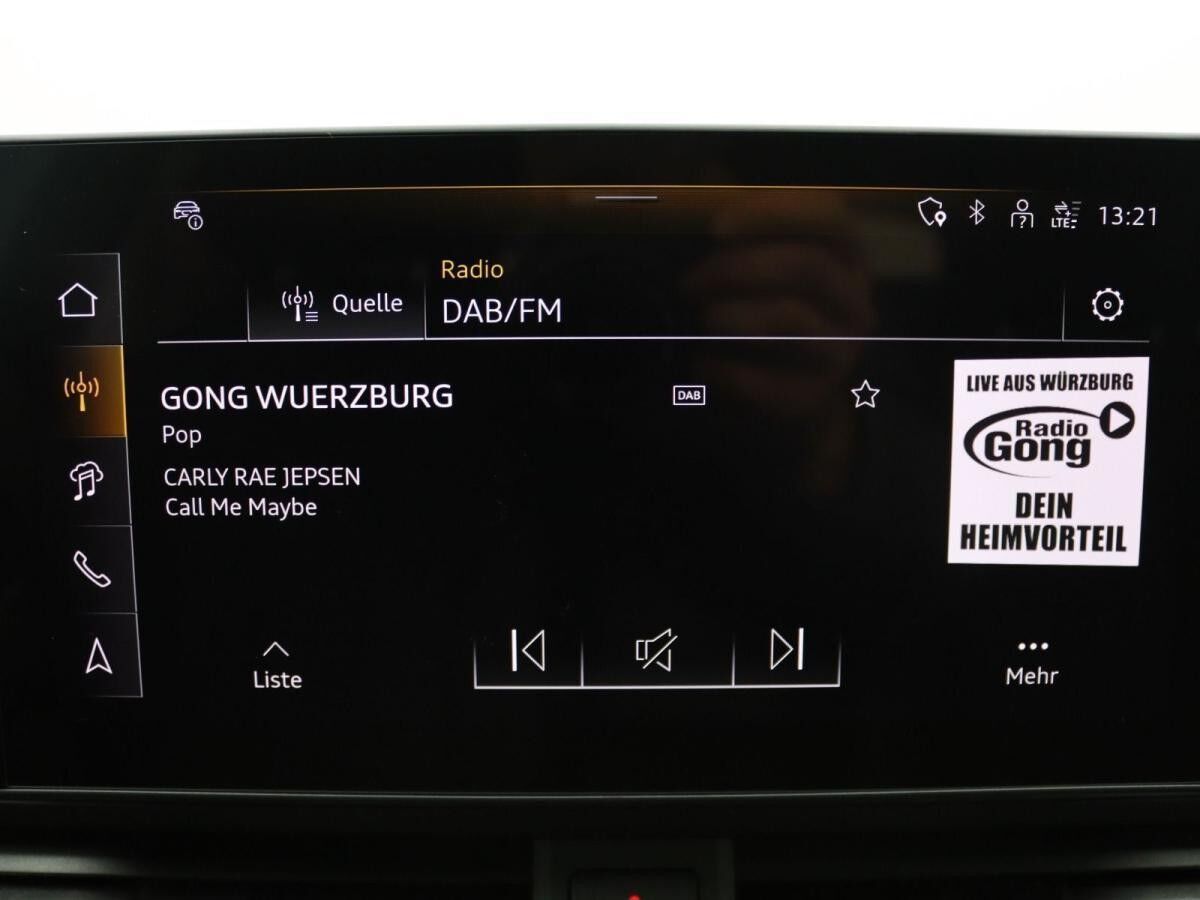 LTE
13:21
Radio
Quelle
DAB/FM
GONG WUERZBURG
DAB
Pop
CARLY RAE JEPSEN
Call Me Maybe
LIVE AUS WÜRZBURG
Radio
Gong
DEIN
HEIMVORTEIL
Liste
Mehr